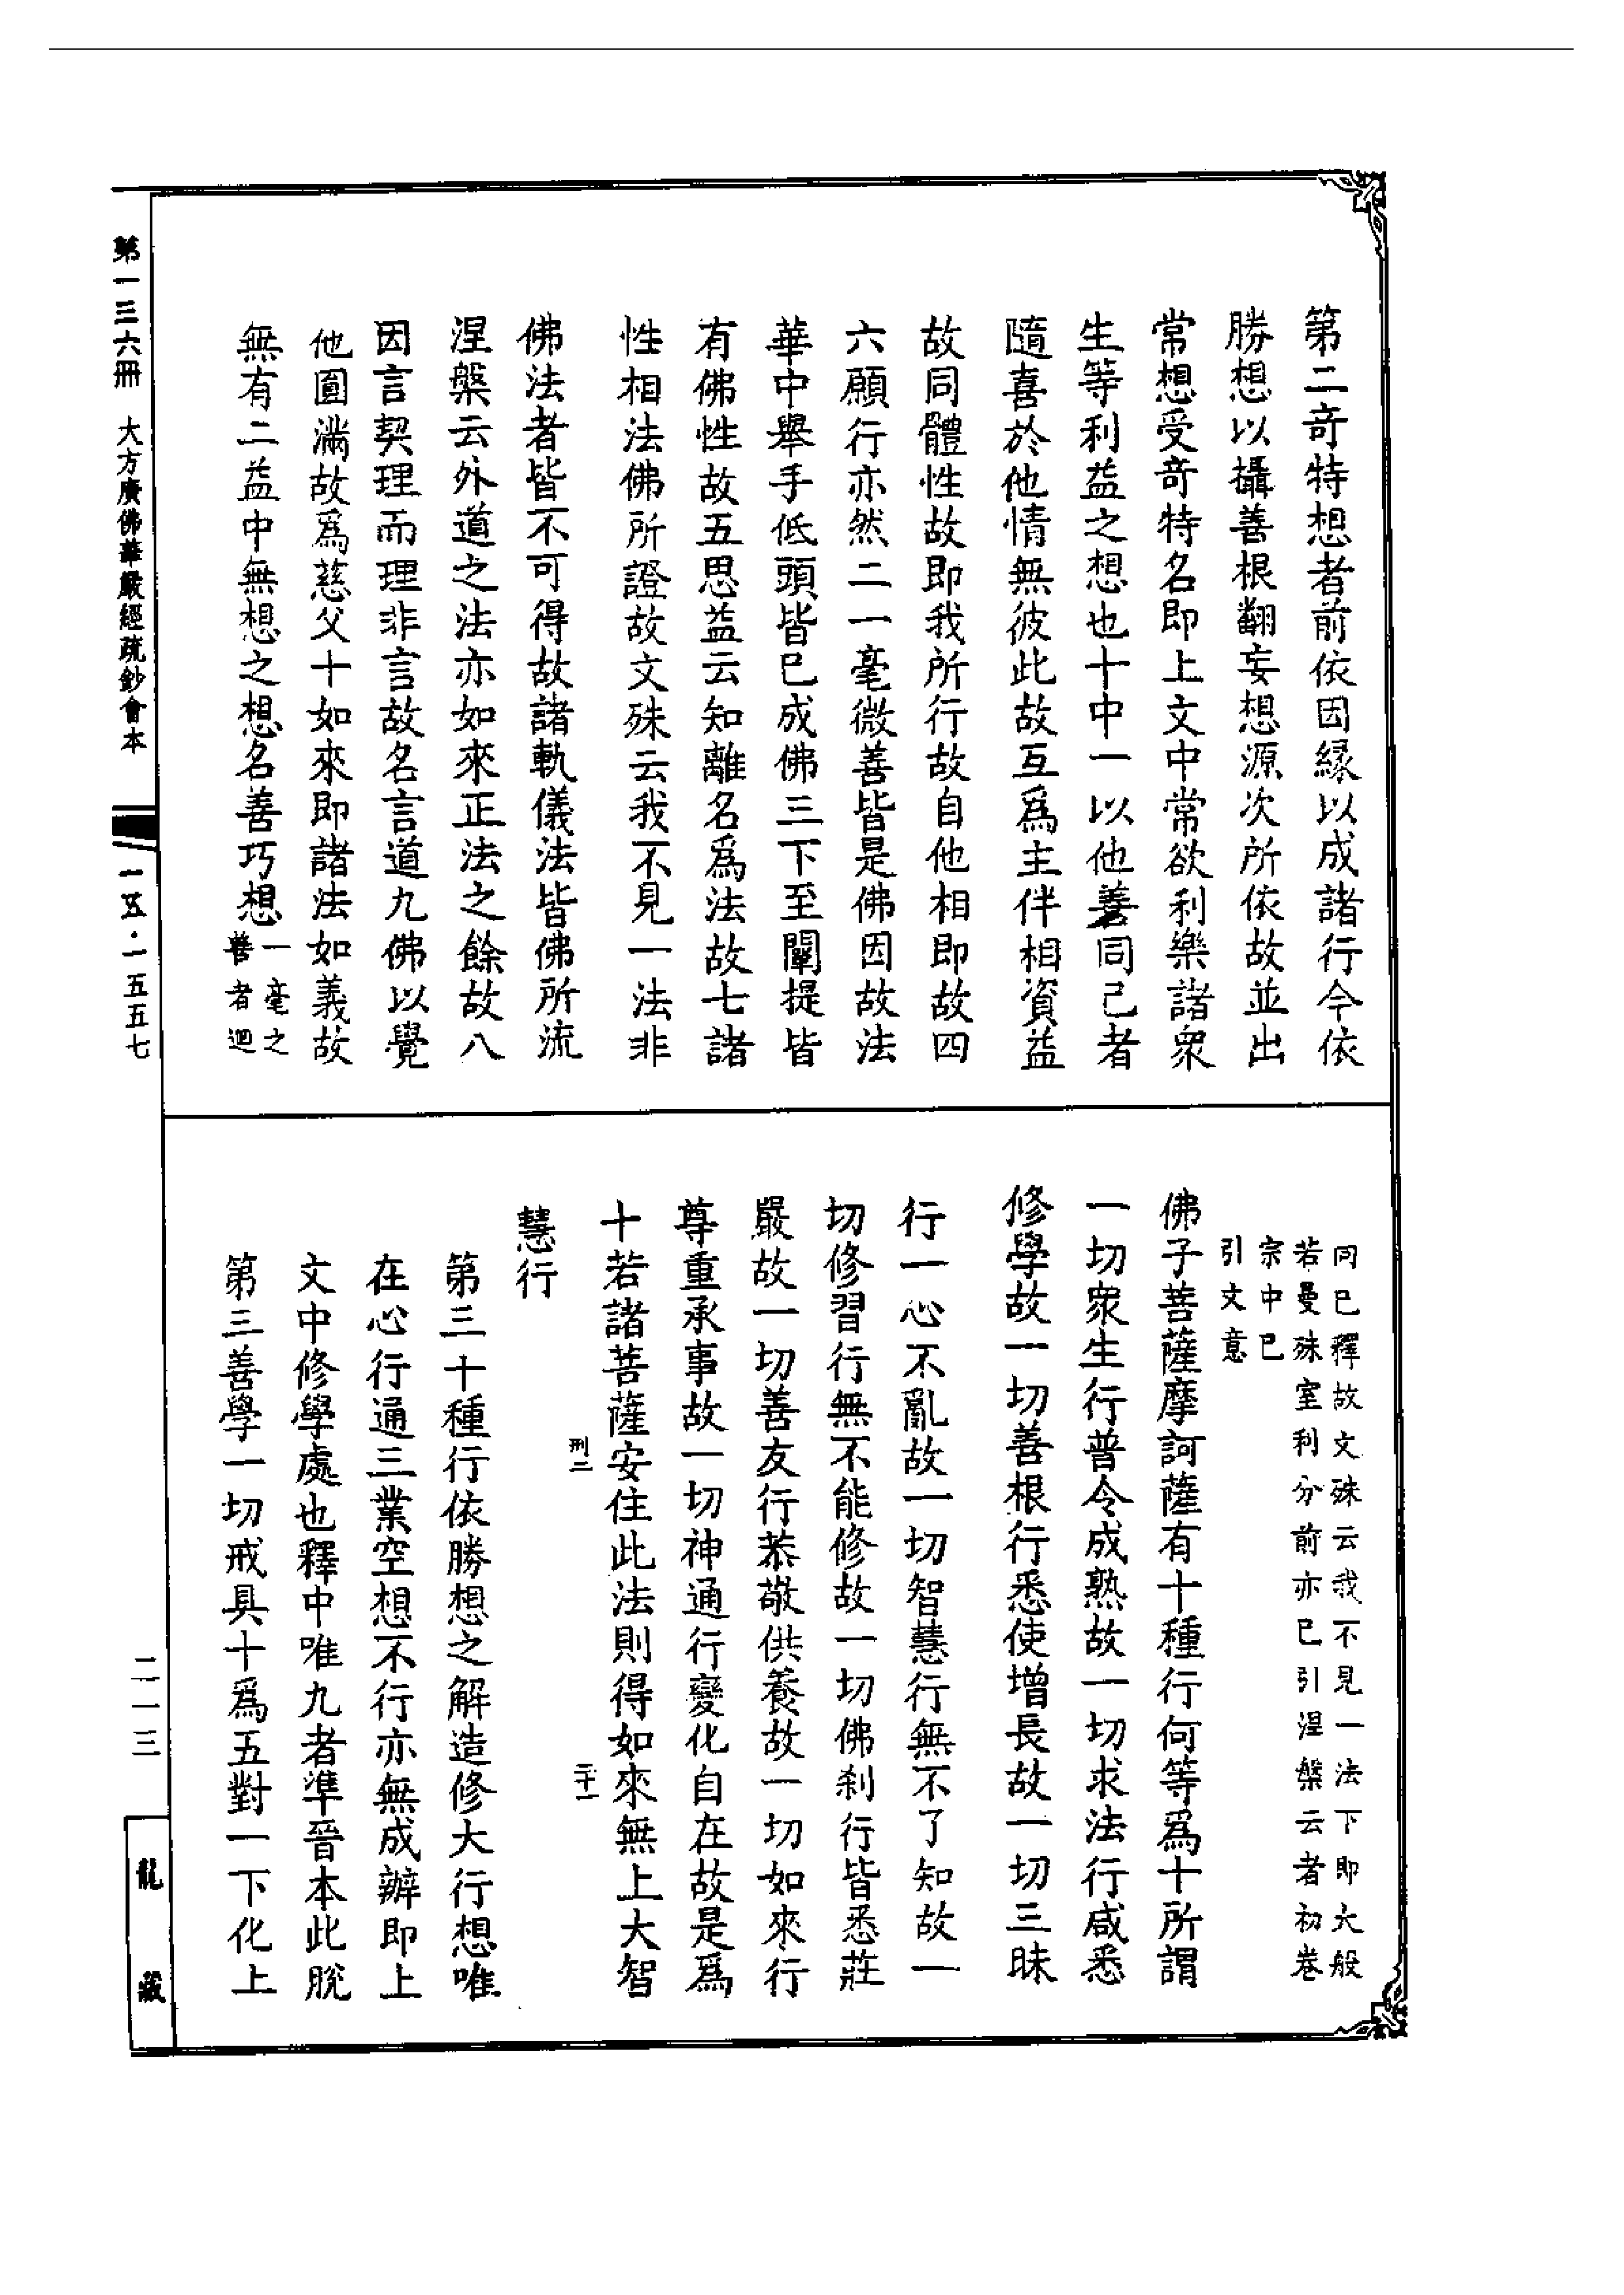 第二奇特想者前依因緣以成諸行今依
勝想以攝善根翻妄想源次所依故並出
常想受奇特名即上文中常欲利樂諸衆
生等利益之想也十中一以他善同己者
隨喜於他情無彼此故互爲主伴相資益
故同體性故即我所行故自他相即故四
六願行亦然二一毫微善皆是佛因故法
華中舉手低頭皆已成佛三下至闡提皆
有佛性故五思益云知離名爲法故七諸
性相法佛所證故文殊云我不見一法非
佛法者皆不可得故諸軌儀法皆佛所流
涅槃云外道之法亦如來正法之餘故八
因言契理而理非言故名言道九佛以覺
他圓滿故爲慈父十如來即諸法如義故
無有二益中無想之想名善巧想一毫之
善者迴
同已釋故文殊云我不見一法下即大般
若曼殊室利分前亦已引涅槃云者初卷
宗中已
引文意
佛子菩薩摩訶薩有十種行何等爲十所謂
一切衆生行普令成熟故一切求法行咸悉
修學故一切善根行悉使增長故一切三昧
行一心不亂故一切智慧行無不了知故一
切修習行無不能修故一切佛刹行皆悉莊
嚴故一切善友行恭敬供養故一切如來行
尊重承事故一切神通行變化自在故是爲
十若諸菩薩安住此法則得如來無上大智
刑二
二十一
慧行
第三十種行依勝想之解造修大行想唯
在心行通三業空想不行亦無成辦即上
文中修學處也釋中唯九者準晉本此脫
第三善學一切戒具十爲五對一下化上
第一三六冊 大方廣佛華嚴經疏鈔會本
一五·一五五七
二一三
龍藏